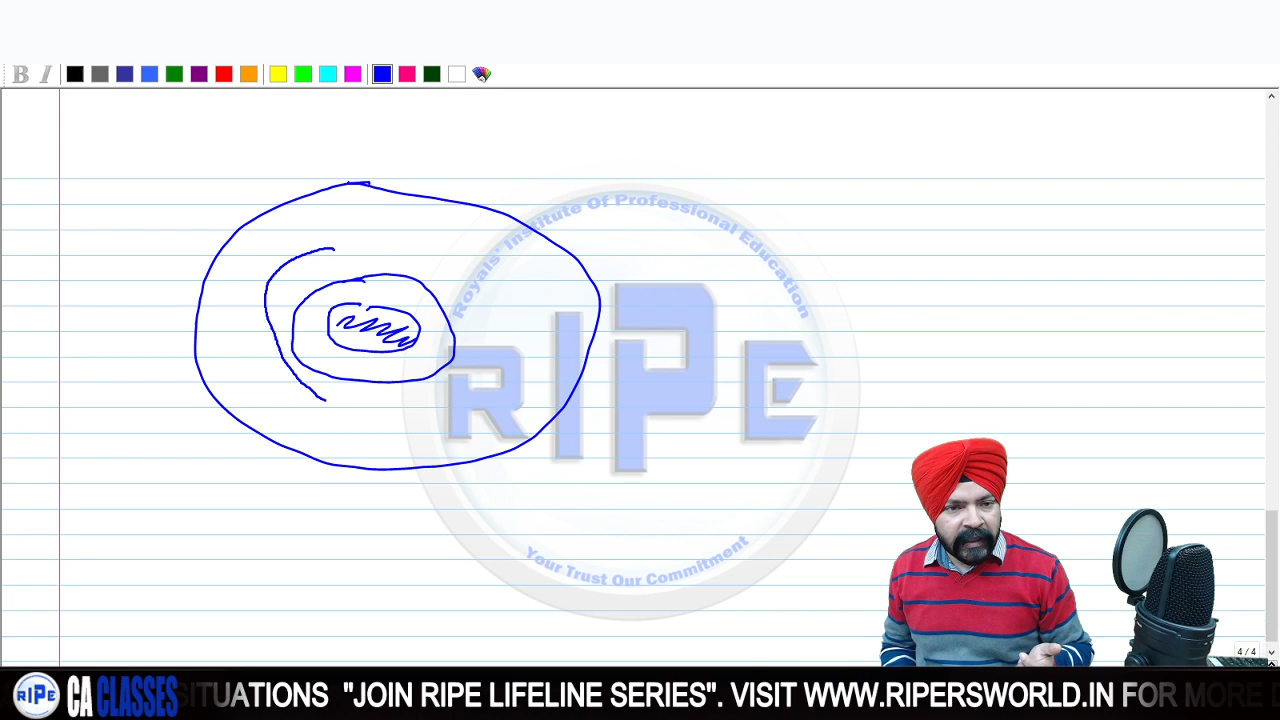 B I
Royals' Institute Of Professional Education
RIPE
Your Trust Our Commitment
4 / 4
RIPE CA CLASSES SITUATIONS "JOIN RIPE LIFELINE SERIES". VISIT WWW.RIPERSWORLD.IN FOR MORE